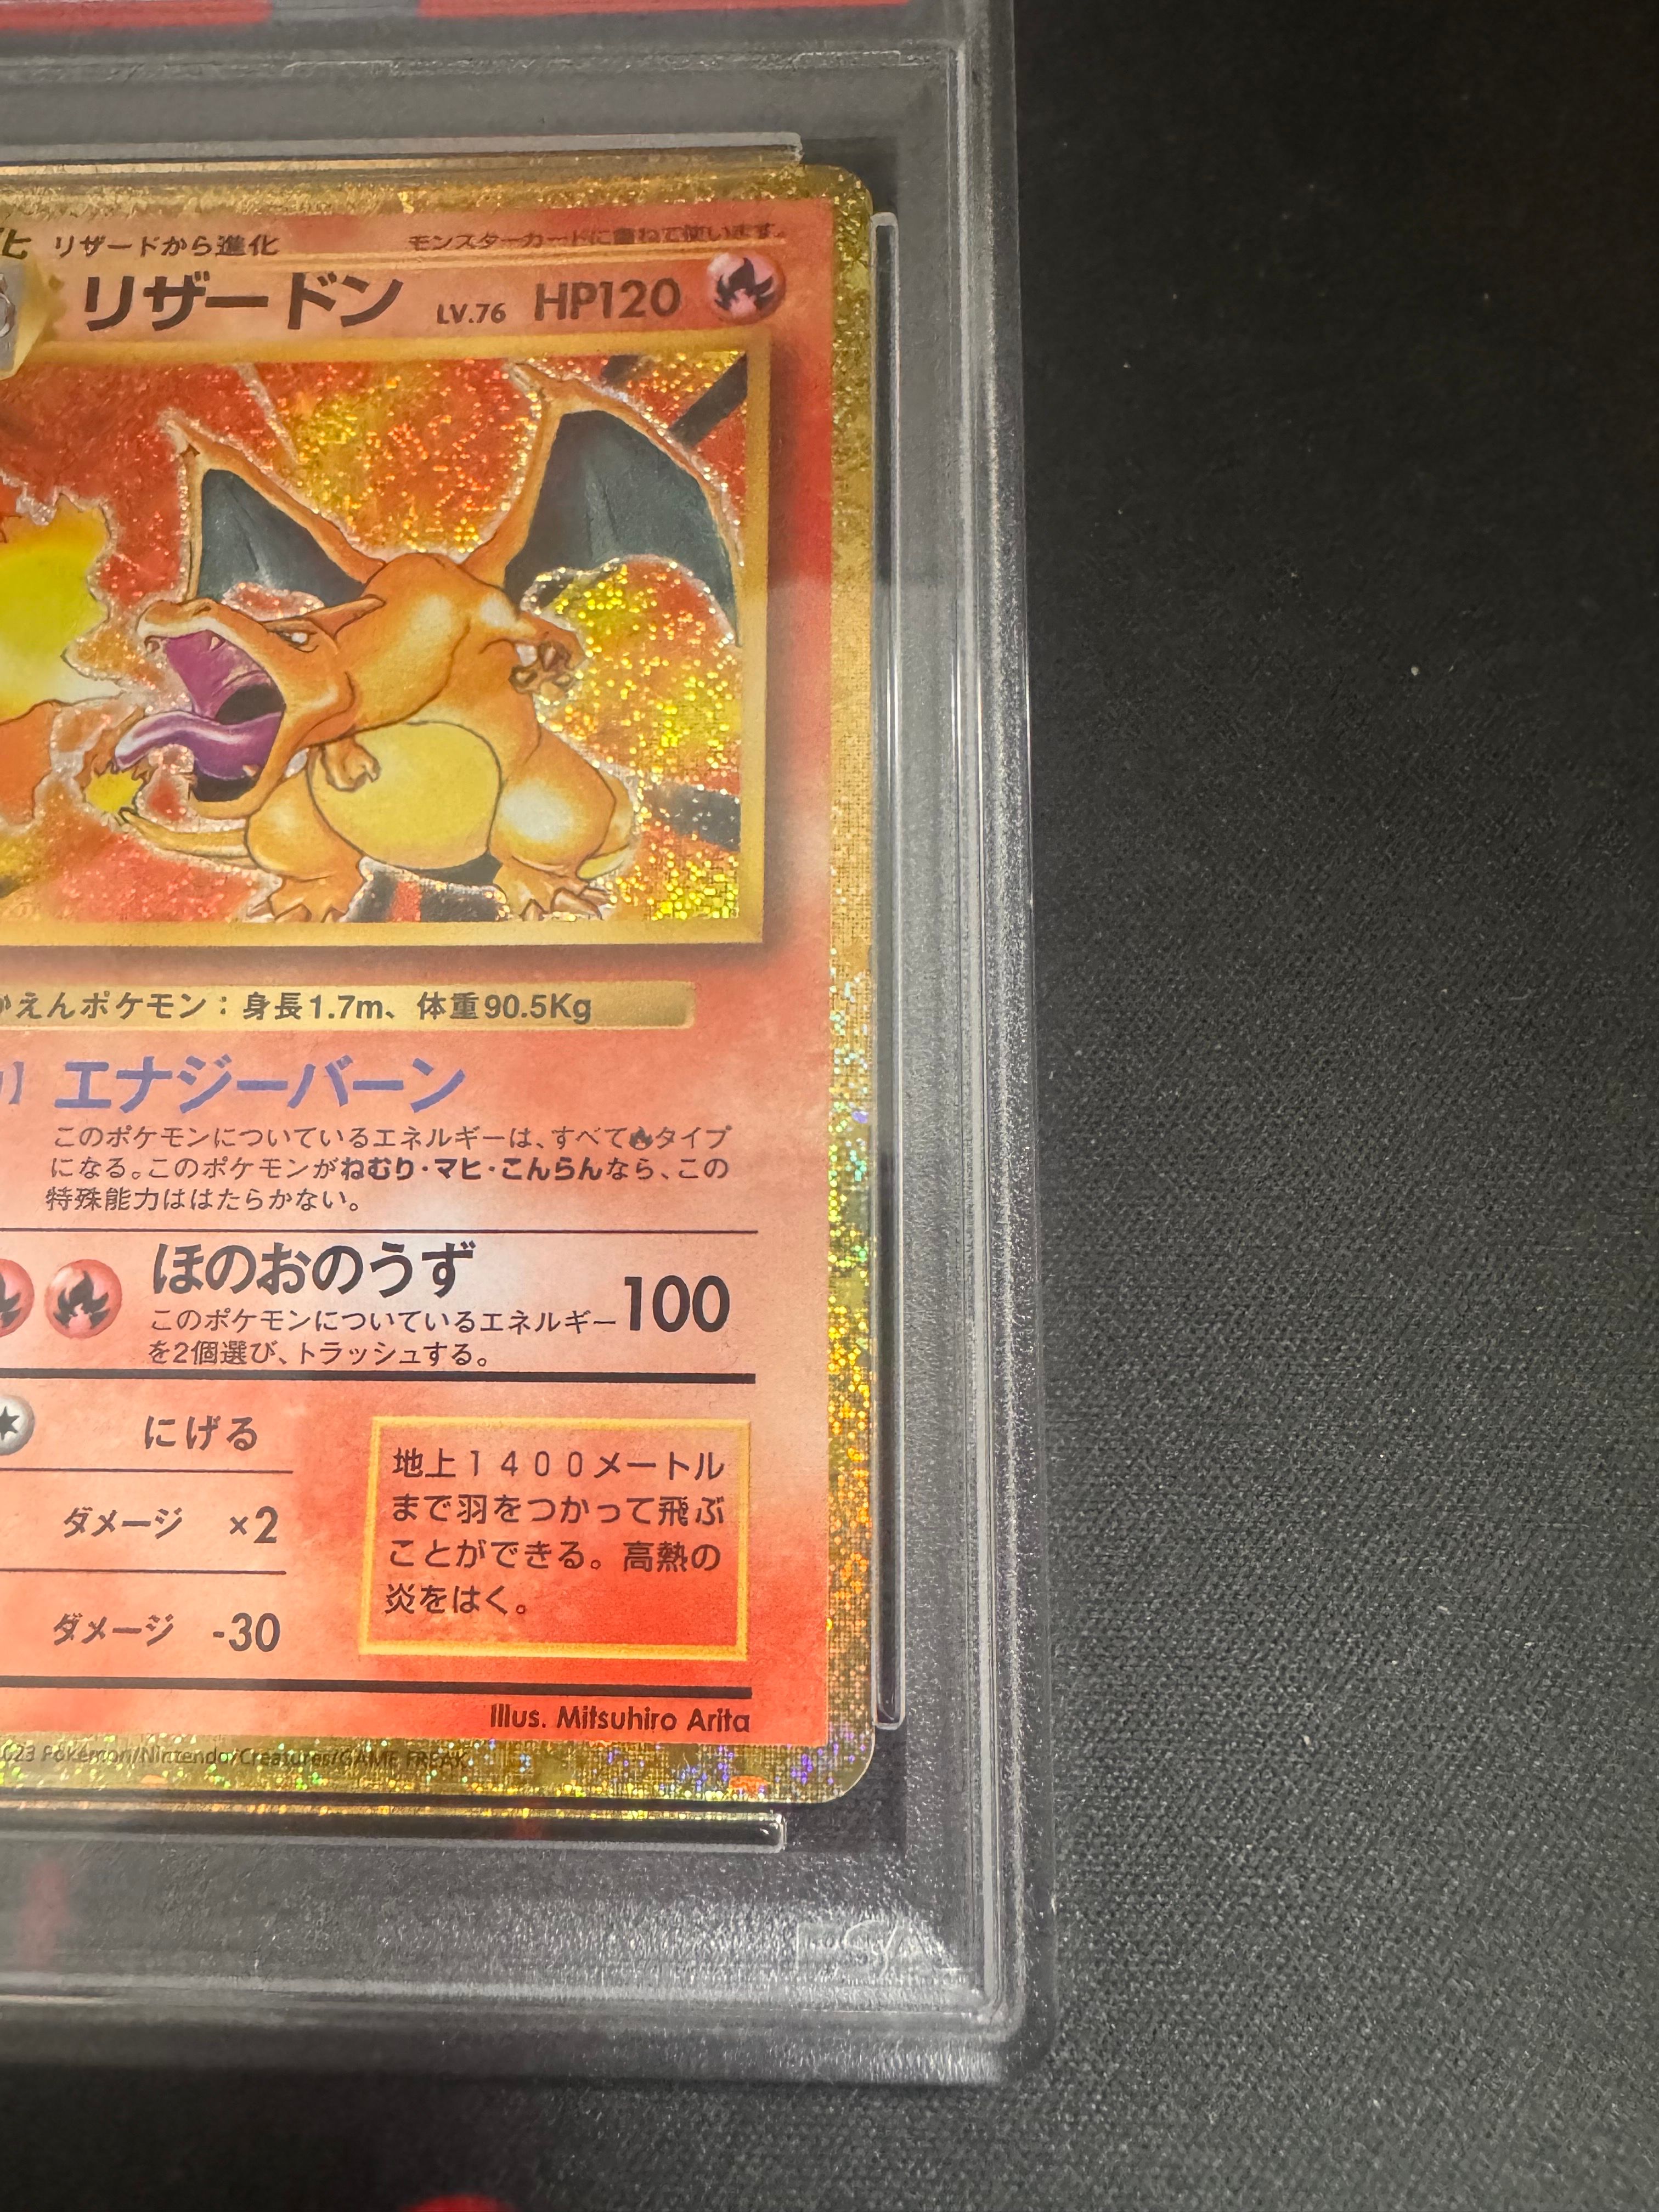 リザードから進化
モンスターカードに重ねて使います。
リザードン LV.76 HP120
えんポケモン：身長1.7m、体重90.5Kg
エナジーバーン
このポケモンについているエネルギーは、すべてタイプ
になる。このポケモンがねむり・マヒ・こんらんなら、この
特殊能力ははたらかない。
ほのおのうず 100
このポケモンについているエネルギー
を2個選び、トラッシュする。
にげる
ダメージ ×2
ダメージ -30
地上1400メートル
まで羽をつかって飛ぶ
ことができる。高熱の
炎をはく。
Illus. Mitsuhiro Arita
23 Pokémon/Nintendo/Creatures/GAME FREAK